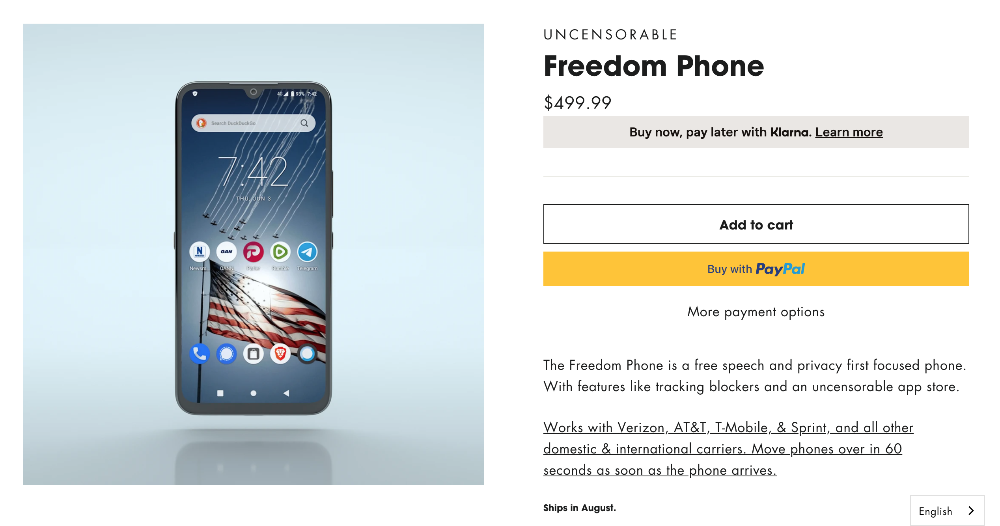 4G 93% 7:42
Search DuckDuckGo
7:42
THU, JUN 3
N
OAN
Newsm... OANN Parler Rumble Telegram
UNCENSORABLE
Freedom Phone
$499.99
Buy now, pay later with Klarna. Learn more
Add to cart
Buy with PayPal
More payment options
The Freedom Phone is a free speech and privacy first focused phone.
With features like tracking blockers and an uncensorable app store.
Works with Verizon, AT&T, T-Mobile, & Sprint, and all other
domestic & international carriers. Move phones over in 60
seconds as soon as the phone arrives.
Ships in August.
English